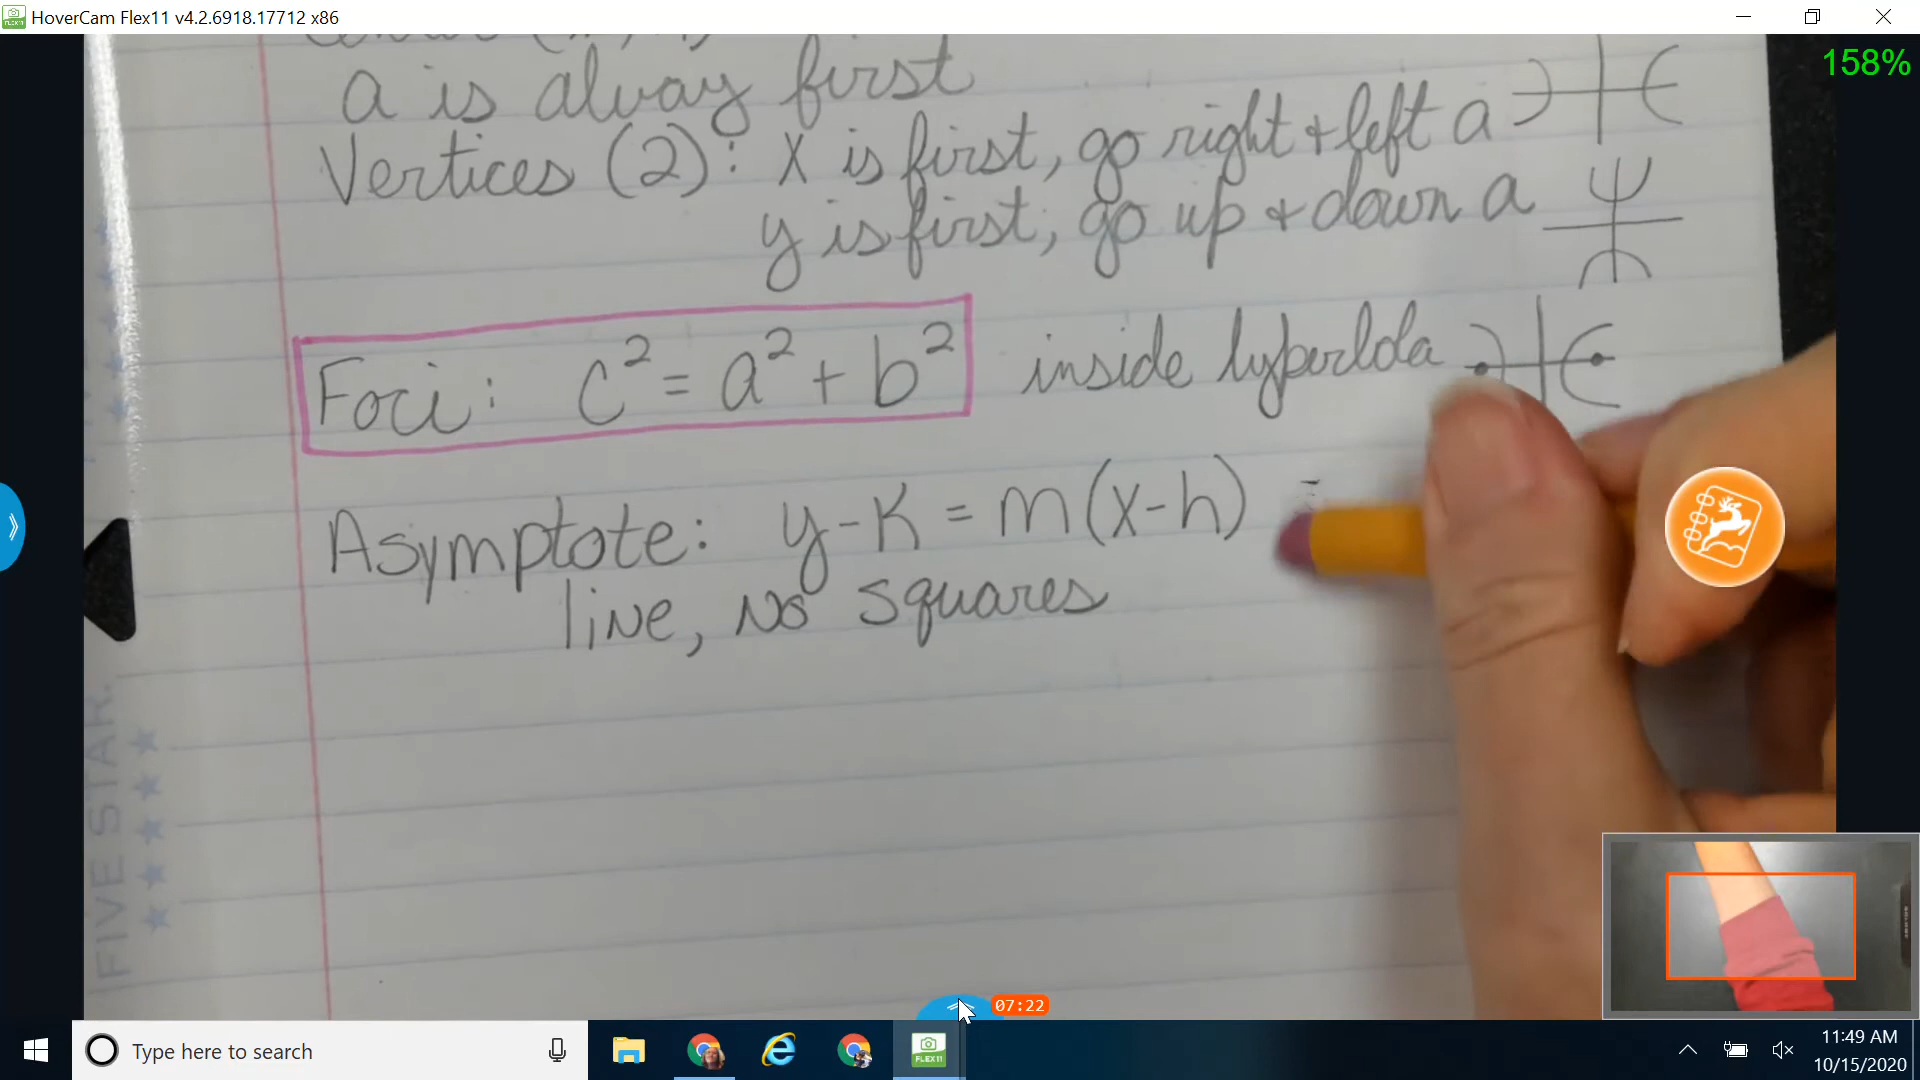 HoverCam Flex11 v4.2.6918.17712 x86
158%
a is alway first
Vertices (2): X is first, go right + left a
y is first, go up + down a
Foci: c² = a² + b² inside hyperbola
Asymptote: y-K = m(x-h)
line, No squares
FIVE STAR
07:22
Type here to search
FLEX11
11:49 AM
10/15/2020